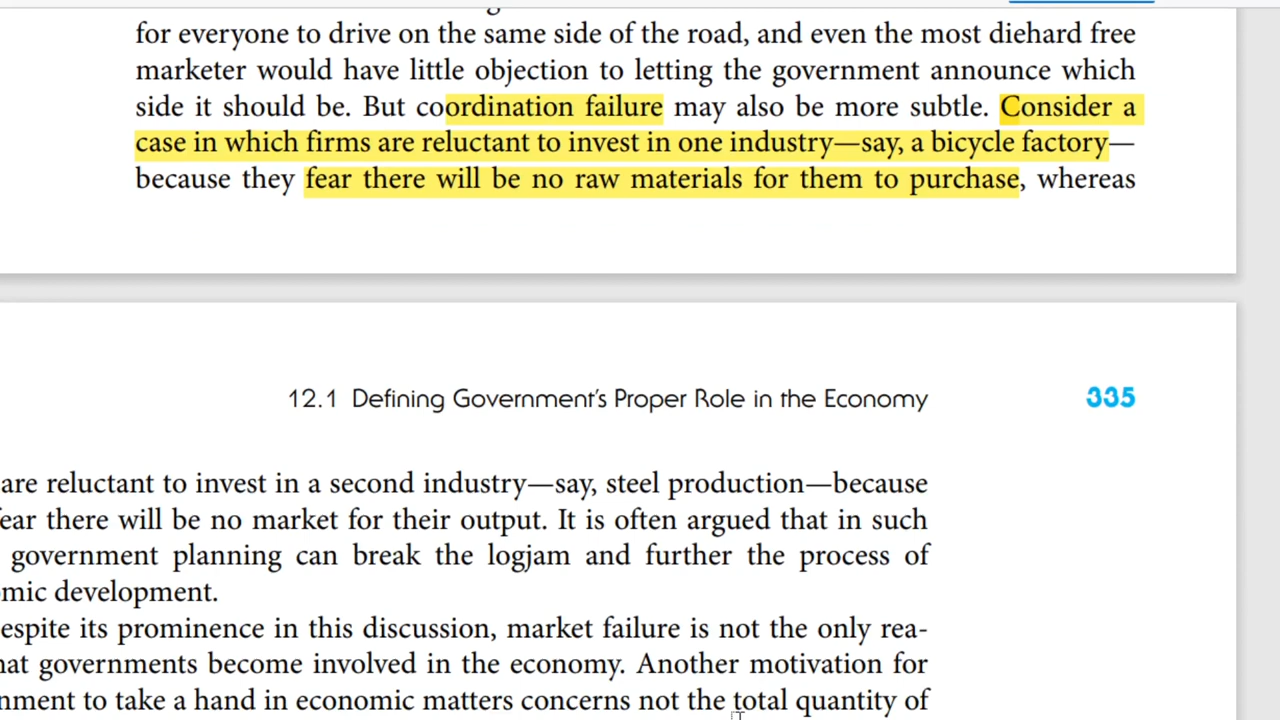 for everyone to drive on the same side of the road, and even the most diehard free
marketer would have little objection to letting the government announce which
side it should be. But coordination failure may also be more subtle. Consider a
case in which firms are reluctant to invest in one industry—say, a bicycle factory—
because they fear there will be no raw materials for them to purchase, whereas
12.1 Defining Government's Proper Role in the Economy 335
are reluctant to invest in a second industry—say, steel production—because
fear there will be no market for their output. It is often argued that in such
government planning can break the logjam and further the process of
omic development.
espite its prominence in this discussion, market failure is not the only rea-
hat governments become involved in the economy. Another motivation for
nment to take a hand in economic matters concerns not the total quantity of